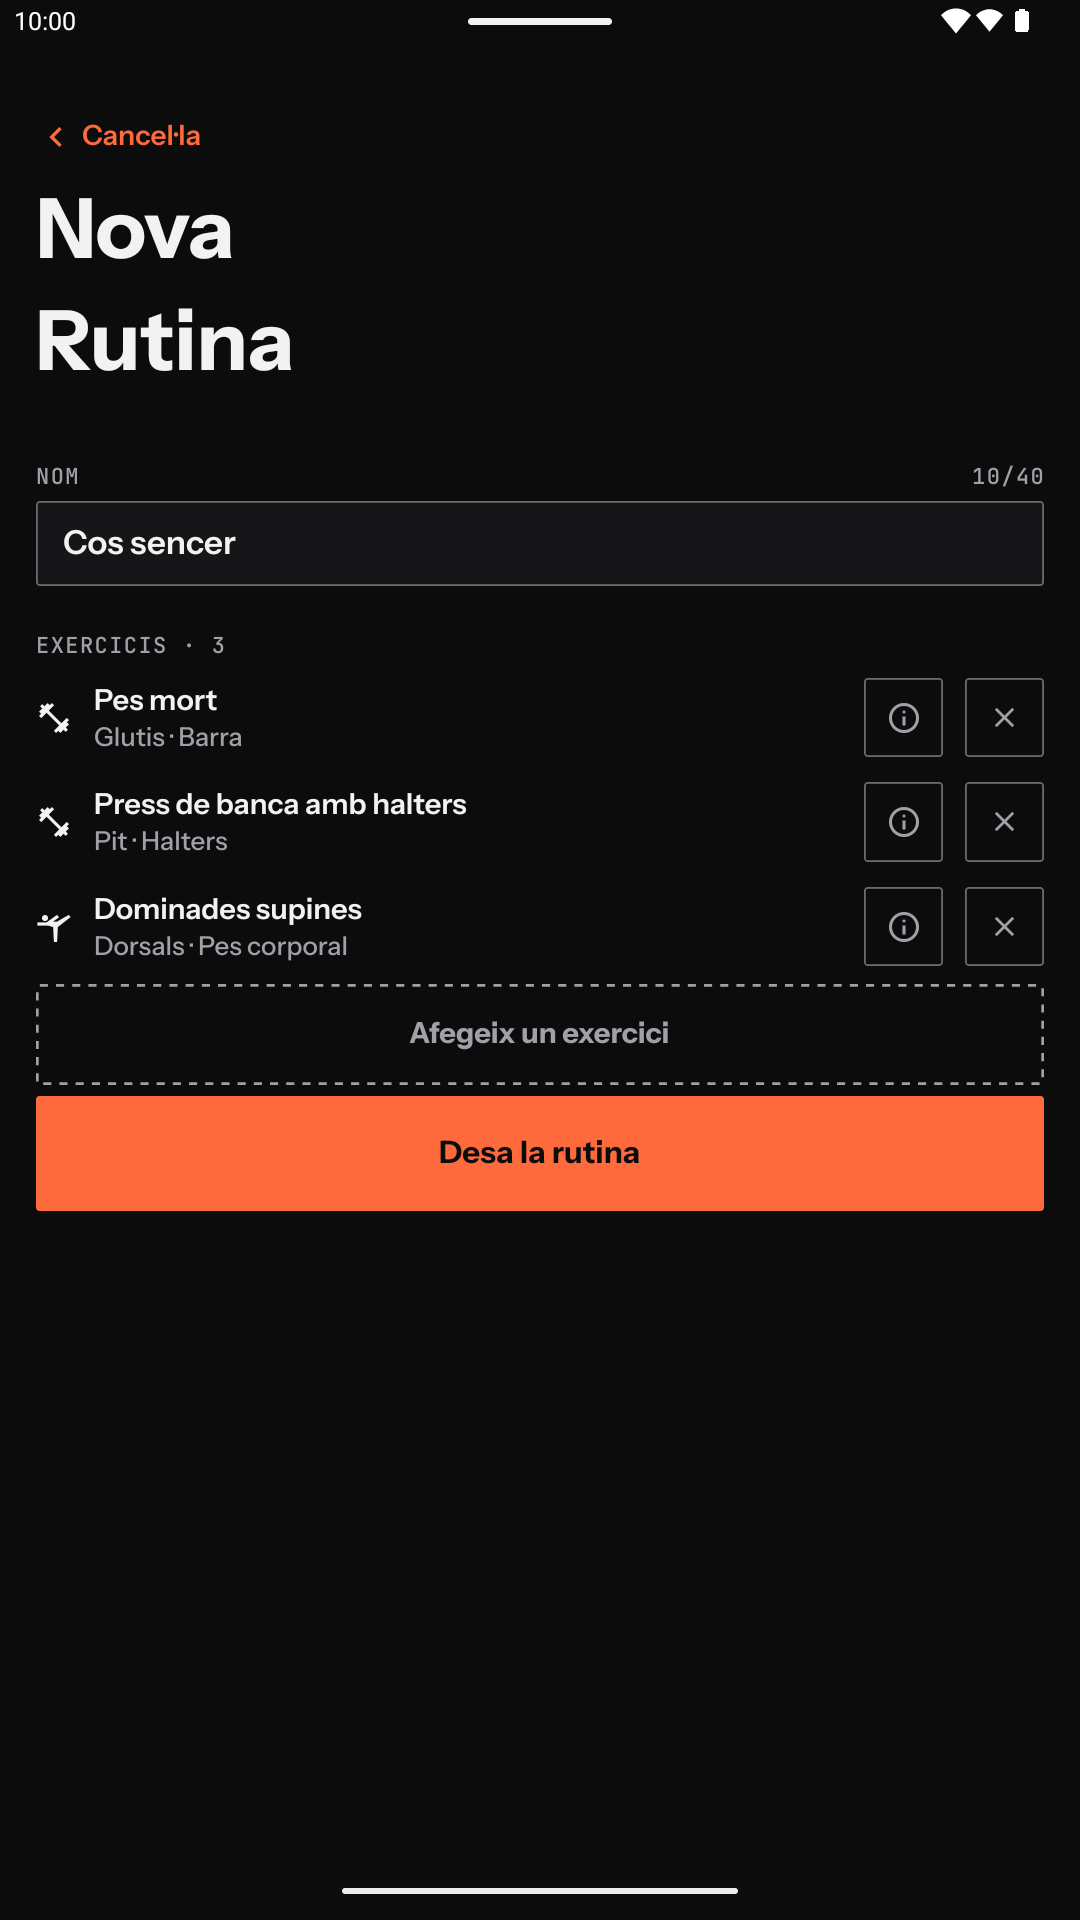 10:00
Cancel·la
Nova
Rutina
NOM
10/40
Cos sencer
EXERCICIS · 3
Pes mort
Glutis · Barra
Press de banca amb halters
Pit · Halters
Dominades supines
Dorsals · Pes corporal
Afegeix un exercici
Desa la rutina